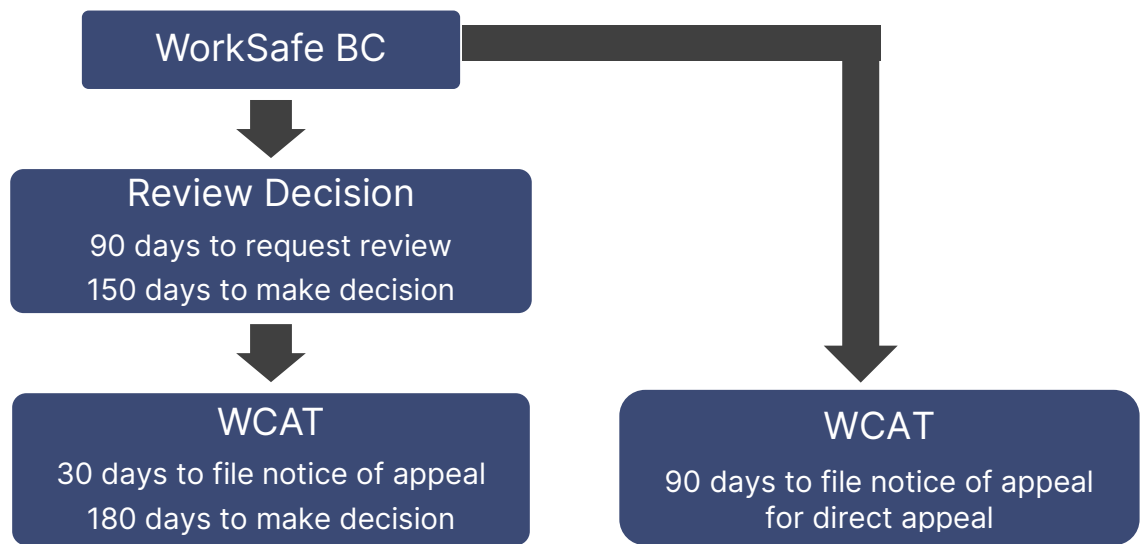 WorkSafe BC
Review Decision
90 days to request review
150 days to make decision
WCAT
30 days to file notice of appeal
180 days to make decision
WCAT
90 days to file notice of appeal
for direct appeal